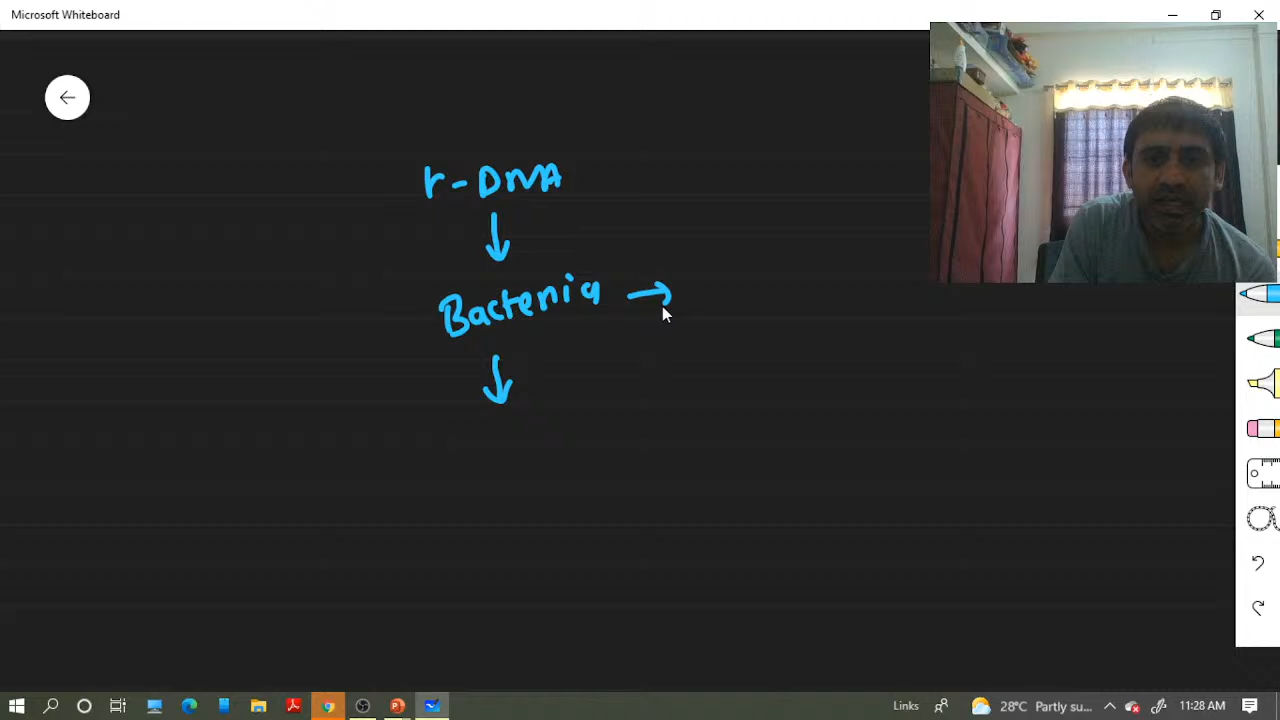 Microsoft Whiteboard
r-DNA
↓
Bacteria →
↓
Links
28°C Partly su...
11:28 AM